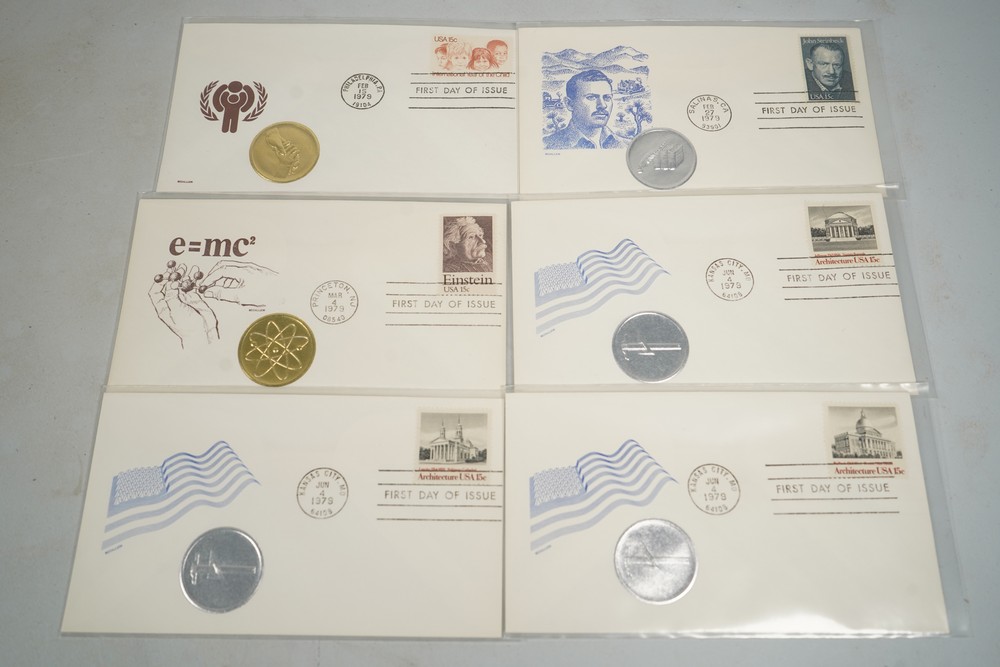 USA 15c
International Year of the Child
PHILADELPHIA, PA
FEB
15
1979
19104
FIRST DAY OF ISSUE
John Steinbeck
USA 15c
SALINAS, CA
FEB
27
1979
93901
FIRST DAY OF ISSUE
e=mc²
Einstein
USA 15c
PRINCETON, NJ
MAR
4
1979
08540
FIRST DAY OF ISSUE
Architecture USA 15c
KANSAS CITY, MO
JUN
4
1979
64108
FIRST DAY OF ISSUE
Architecture USA 15c
KANSAS CITY, MO
JUN
4
1979
64108
FIRST DAY OF ISSUE
Architecture USA 15c
KANSAS CITY, MO
JUN
4
1979
64108
FIRST DAY OF ISSUE